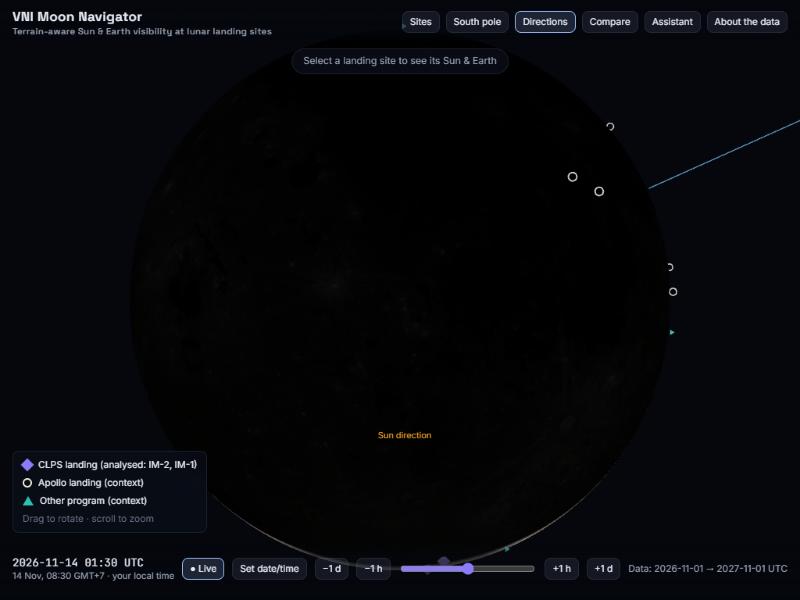 VNI Moon Navigator
Terrain-aware Sun & Earth visibility at lunar landing sites
Sites
South pole
Directions
Compare
Assistant
About the data
Select a landing site to see its Sun & Earth
Sun direction
CLPS landing (analysed: IM-2, IM-1)
Apollo landing (context)
Other program (context)
Drag to rotate · scroll to zoom
2026-11-14 01:30 UTC
14 Nov, 08:30 GMT+7 · your local time
● Live
Set date/time
−1 d
−1 h
+1 h
+1 d
Data: 2026-11-01 → 2027-11-01 UTC